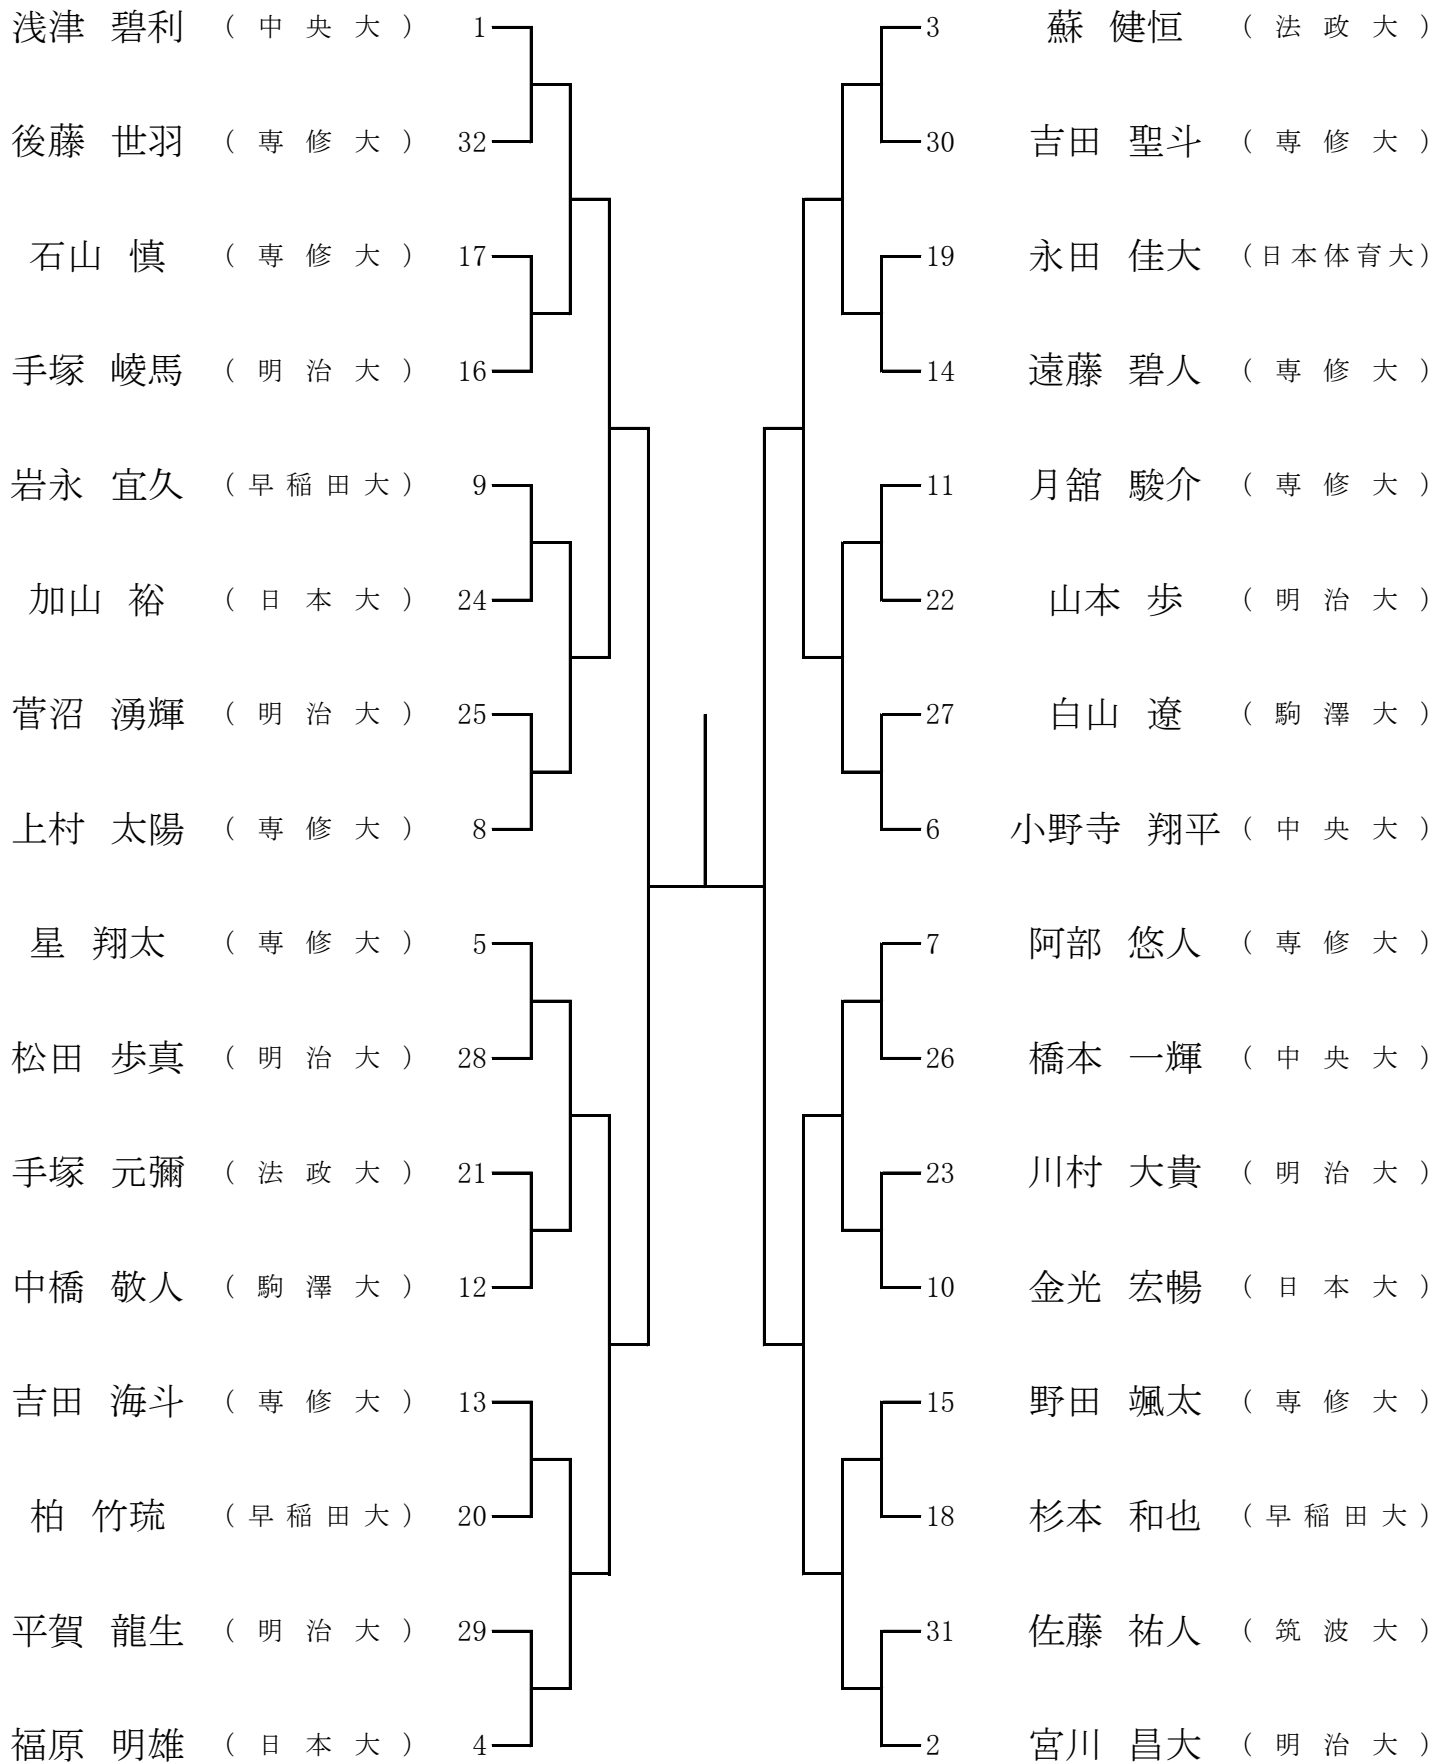 浅津 碧利 (中央大) 1
後藤 世羽 (専修大) 32
石山 慎 (専修大) 17
手塚 崚馬 (明治大) 16
岩永 宜久 (早稲田大) 9
加山 裕 (日本大) 24
菅沼 湧輝 (明治大) 25
上村 太陽 (専修大) 8
星 翔太 (専修大) 5
松田 歩真 (明治大) 28
手塚 元彌 (法政大) 21
中橋 敬人 (駒澤大) 12
吉田 海斗 (専修大) 13
柏 竹琉 (早稲田大) 20
平賀 龍生 (明治大) 29
福原 明雄 (日本大) 4
3 蘇 健恒 (法政大)
30 吉田 聖斗 (専修大)
19 永田 佳大 (日本体育大)
14 遠藤 碧人 (専修大)
11 月舘 駿介 (専修大)
22 山本 歩 (明治大)
27 白山 遼 (駒澤大)
6 小野寺 翔平 (中央大)
7 阿部 悠人 (専修大)
26 橋本 一輝 (中央大)
23 川村 大貴 (明治大)
10 金光 宏暢 (日本大)
15 野田 颯太 (専修大)
18 杉本 和也 (早稲田大)
31 佐藤 祐人 (筑波大)
2 宮川 昌大 (明治大)